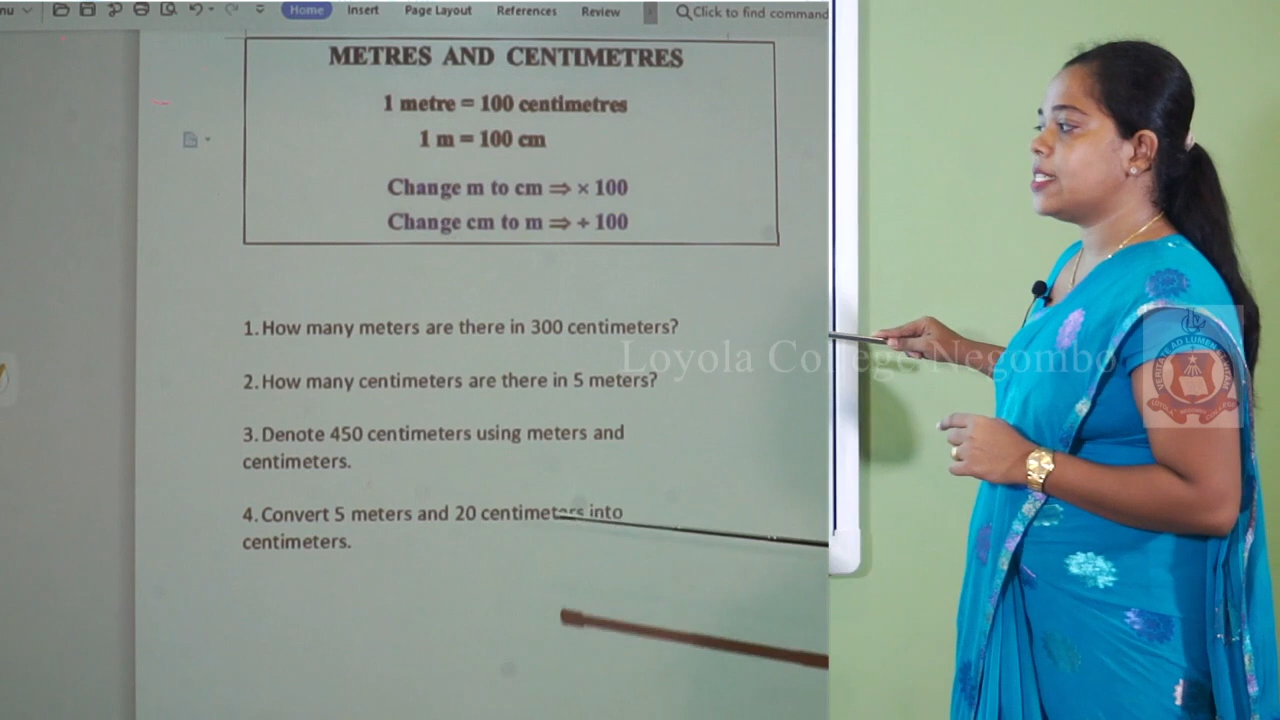 nu Home Insert Page Layout References Review Click to find command
METRES AND CENTIMETRES
1 metre = 100 centimetres
1 m = 100 cm
Change m to cm ⇒ × 100
Change cm to m ⇒ ÷ 100
1. How many meters are there in 300 centimeters?
Loyola College Negombo
2. How many centimeters are there in 5 meters?
3. Denote 450 centimeters using meters and
centimeters.
4. Convert 5 meters and 20 centimeters into
centimeters.